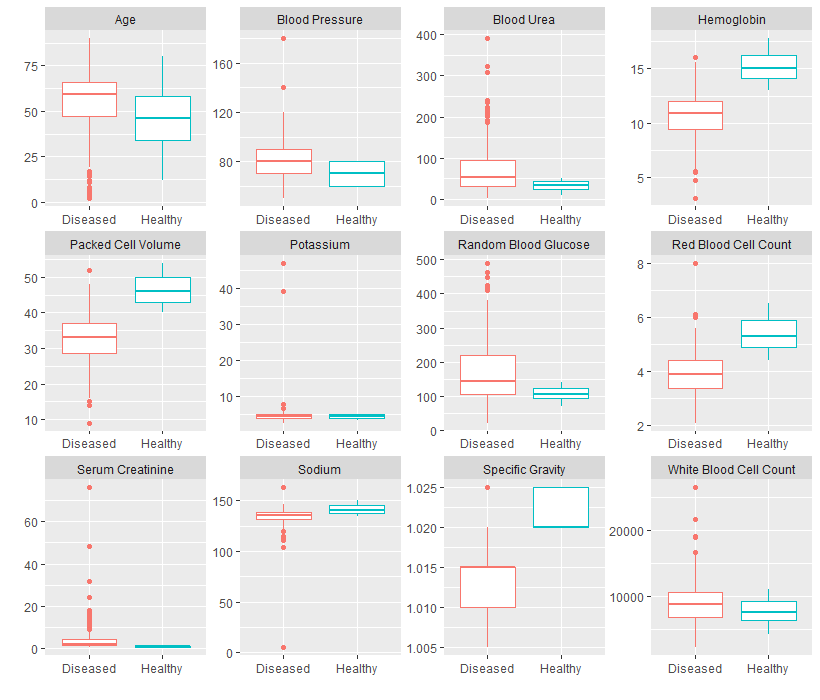 Age Blood Pressure Blood Urea Hemoglobin
75 160 400 15
50 120 300 10
25 80 200 5
0 100
0
Diseased Healthy Diseased Healthy Diseased Healthy Diseased Healthy
Packed Cell Volume Potassium Random Blood Glucose Red Blood Cell Count
50 40 500 8
40 30 400 6
30 20 300 4
20 10 200 2
10 100
0
Diseased Healthy Diseased Healthy Diseased Healthy Diseased Healthy
Serum Creatinine Sodium Specific Gravity White Blood Cell Count
60 150 1.025 20000
40 100 1.020 10000
20 50 1.015
0 0 1.010
1.005
Diseased Healthy Diseased Healthy Diseased Healthy Diseased Healthy